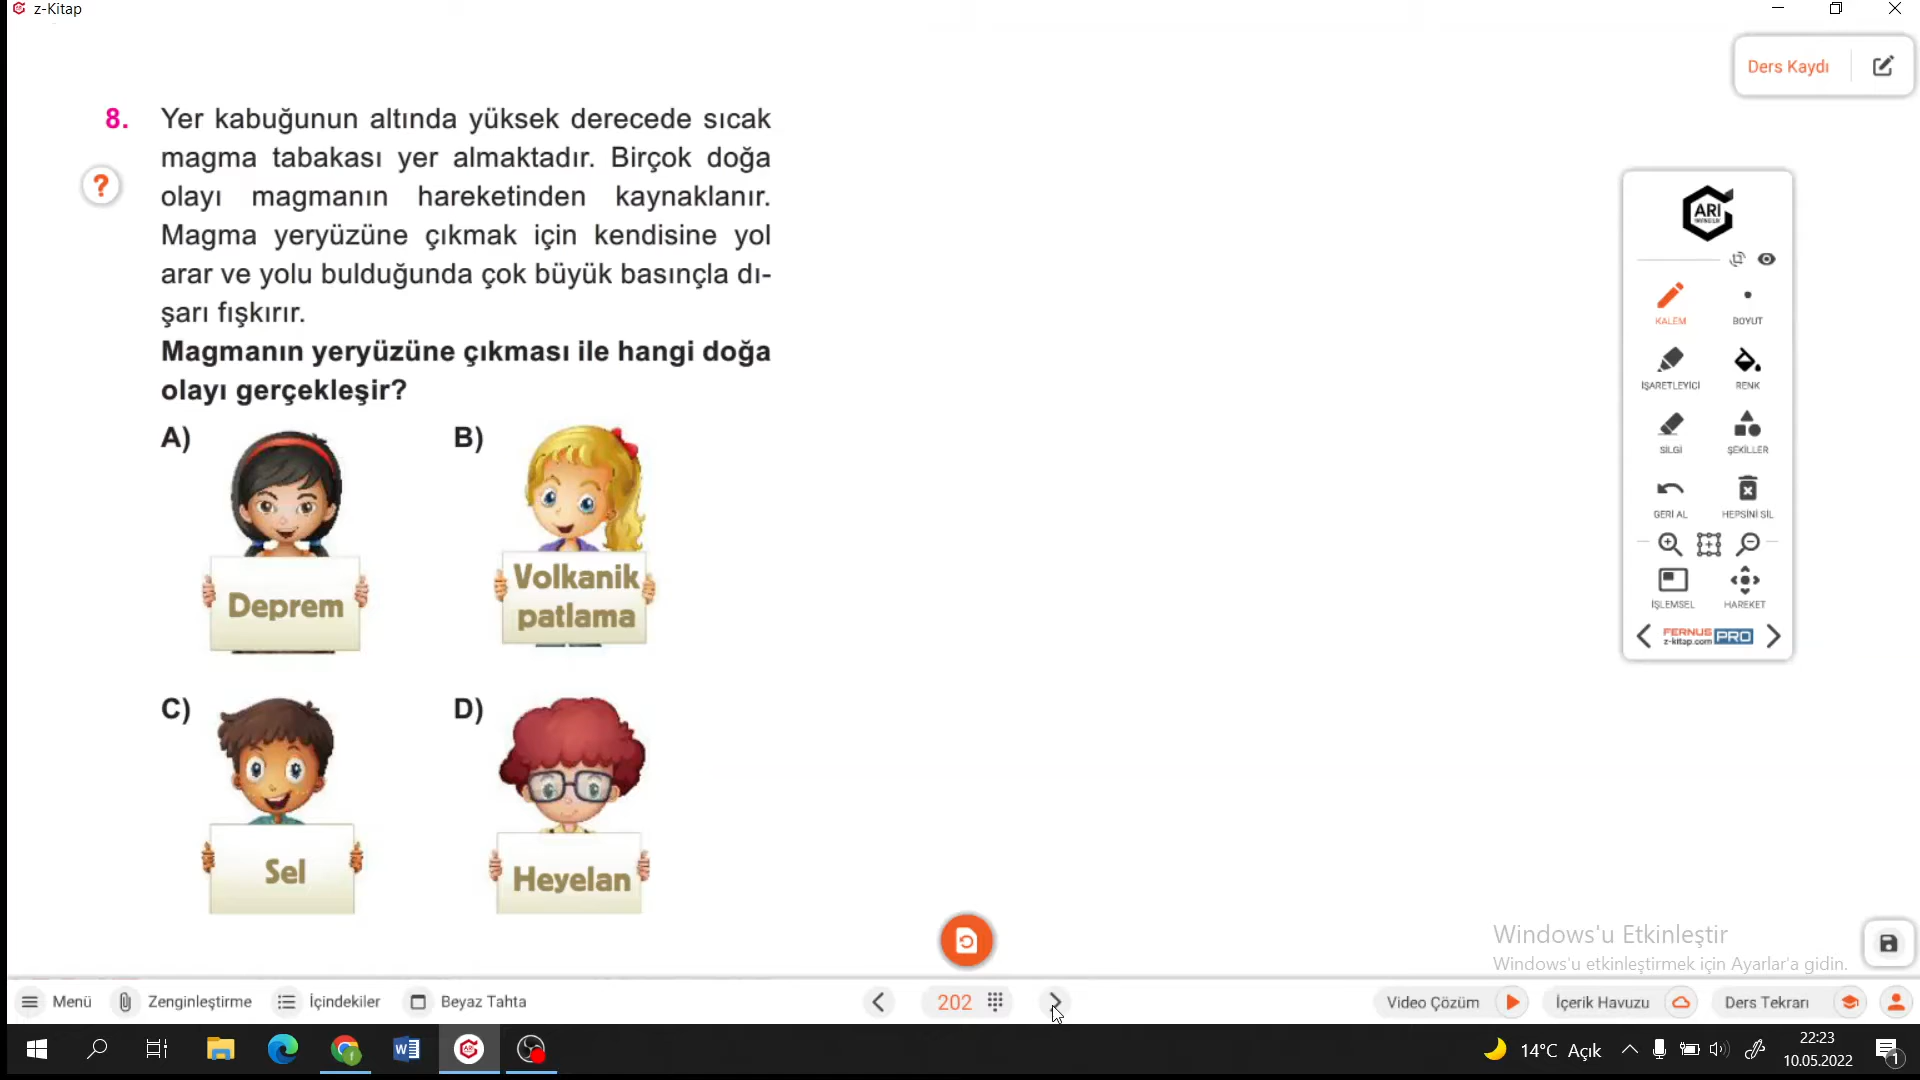 z-Kitap
Ders Kaydı
8. Yer kabuğunun altında yüksek derecede sıcak
magma tabakası yer almaktadır. Birçok doğa
olayı magmanın hareketinden kaynaklanır.
Magma yeryüzüne çıkmak için kendisine yol
arar ve yolu bulduğunda çok büyük basınçla dı-
şarı fışkırır.
Magmanın yeryüzüne çıkması ile hangi doğa
olayı gerçekleşir?
?
A)
Deprem
B)
Volkanik
patlama
C)
Sel
D)
Heyelan
ARI
KALEM
BOYUT
İŞARETLEYİCİ
RENK
SİLGİ
ŞEKİLLER
GERİ AL
HEPSİNİ SİL
İŞLEMSEL
HAREKET
FERNUS
z-kitap.com PRO
Windows'u Etkinleştir
Windows'u etkinleştirmek için Ayarlar'a gidin.
Menü
Zenginleştirme
İçindekiler
Beyaz Tahta
202
Video Çözüm
İçerik Havuzu
Ders Tekrarı
14°C Açık
22:23
10.05.2022
1